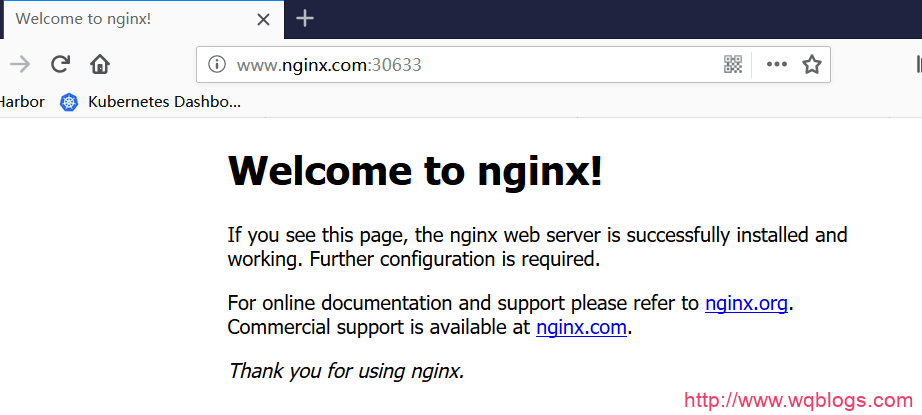 Welcome to nginx!
www.nginx.com:30633
Harbor
Kubernetes Dashbo...
Welcome to nginx!
If you see this page, the nginx web server is successfully installed and
working. Further configuration is required.
For online documentation and support please refer to nginx.org.
Commercial support is available at nginx.com.
Thank you for using nginx.
http://www.wqblogs.com